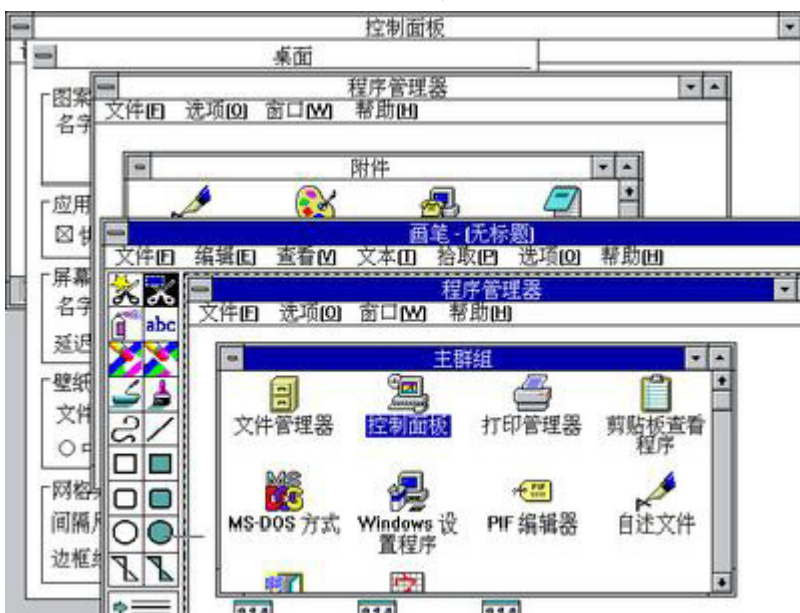 控制面板
桌面
程序管理器
图案
名字
文件(F) 选项(O) 窗口(W) 帮助(H)
附件
应用
画笔 - (无标题)
文件(F) 编辑(E) 查看(V) 文本(T) 拾取(P) 选项(O) 帮助(H)
屏幕
名字
abc
程序管理器
文件(F) 选项(O) 窗口(W) 帮助(H)
延迟
主群组
壁纸
文件
文件管理器 控制面板 打印管理器 剪贴板查看
程序
网格
间隔
MS-DOS 方式 Windows 设 PIF 编辑器 自述文件
置程序
边框